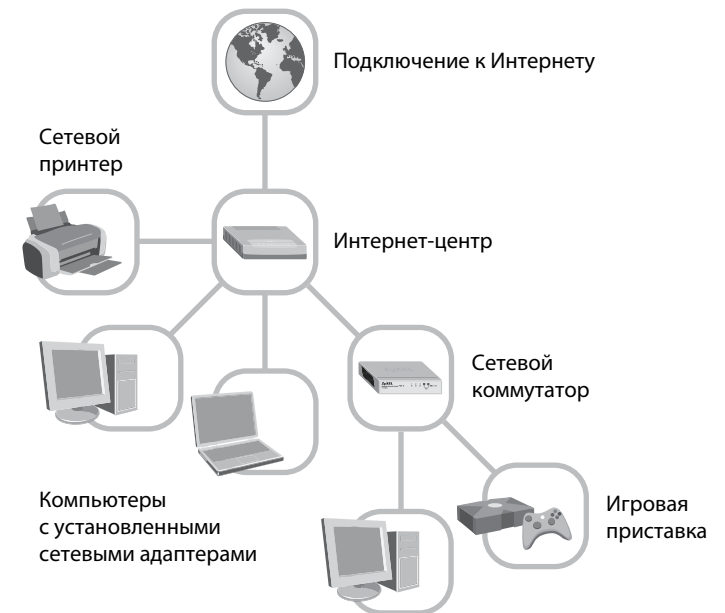 Подключение к Интернету
Сетевой
принтер
Интернет-центр
Сетевой
коммутатор
Компьютеры
с установленными
сетевыми адаптерами
Игровая
приставка